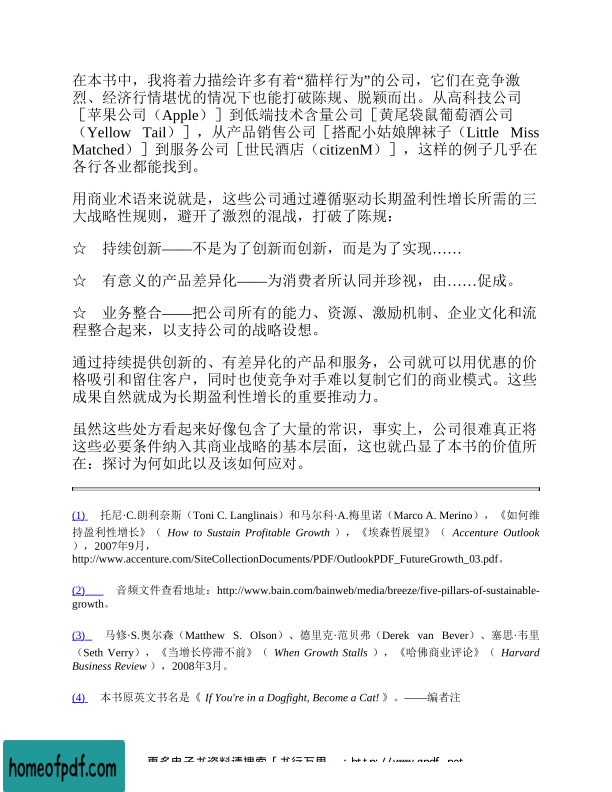 在本书中，我将着力描绘许多有着“猫样行为”的公司，它们在竞争激
烈、经济行情堪忧的情况下也能打破陈规、脱颖而出。从高科技公司
［苹果公司（Apple）］到低端技术含量公司［黄尾袋鼠葡萄酒公司
（Yellow Tail）］，从产品销售公司［搭配小姑娘牌袜子（Little Miss
Matched）］到服务公司［世民酒店（citizenM）］，这样的例子几乎在
各行各业都能找到。
用商业术语来说就是，这些公司通过遵循驱动长期盈利性增长所需的三
大战略性规则，避开了激烈的混战，打破了陈规：
☆ 持续创新——不是为了创新而创新，而是为了实现……
☆ 有意义的产品差异化——为消费者所认同并珍视，由……促成。
☆ 业务整合——把公司所有的能力、资源、激励机制、企业文化和流
程整合起来，以支持公司的战略设想。
通过持续提供创新的、有差异化的产品和服务，公司就可以用优惠的价
格吸引和留住客户，同时也使竞争对手难以复制它们的商业模式。这些
成果自然就成为长期盈利性增长的重要推动力。
虽然这些处方看起来好像包含了大量的常识，事实上，公司很难真正将
这些必要条件纳入其商业战略的基本层面，这也就凸显了本书的价值所
在：探讨为何如此以及该如何应对。
(1) 托尼·C.朗利奈斯（Toni C. Langlinais）和马尔科·A.梅里诺（Marco A. Merino），《如何维
持盈利性增长》（ How to Sustain Profitable Growth ），《埃森哲展望》（ Accenture Outlook
），2007年9月，
http://www.accenture.com/SiteCollectionDocuments/PDF/OutlookPDF_FutureGrowth_03.pdf。
(2) 音频文件查看地址：http://www.bain.com/bainweb/media/breeze/five-pillars-of-sustainable-
growth。
(3) 马修·S.奥尔森（Matthew S. Olson）、德里克·范贝弗（Derek van Bever）、塞思·韦里
（Seth Verry），《当增长停滞不前》（ When Growth Stalls ），《哈佛商业评论》（ Harvard
Business Review ），2008年3月。
(4) 本书原英文书名是《 If You're in a Dogfight, Become a Cat! 》。——编者注
homeofpdf.com